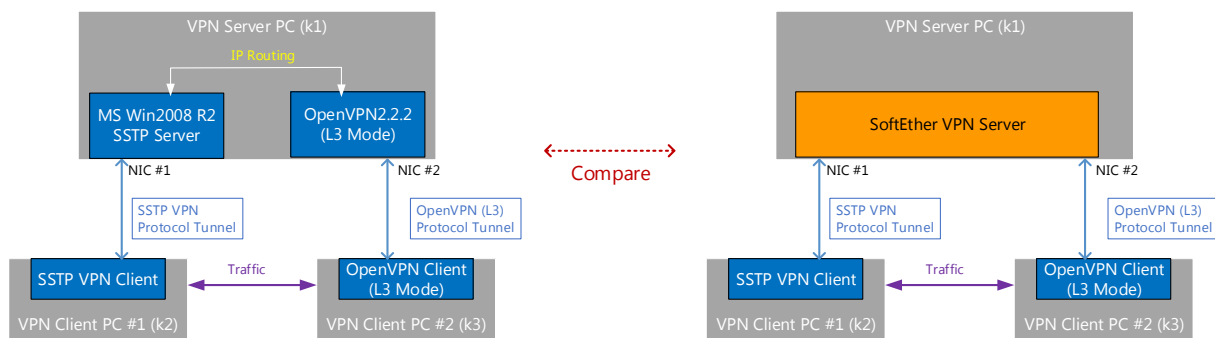 VPN Server PC (k1)
IP Routing
MS Win2008 R2
SSTP Server
OpenVPN2.2.2
(L3 Mode)
NIC #1
NIC #2
SSTP VPN
Protocol Tunnel
OpenVPN (L3)
Protocol Tunnel
SSTP VPN Client
Traffic
OpenVPN Client
(L3 Mode)
VPN Client PC #1 (k2)
VPN Client PC #2 (k3)
Compare
VPN Server PC (k1)
SoftEther VPN Server
NIC #1
NIC #2
SSTP VPN
Protocol Tunnel
OpenVPN (L3)
Protocol Tunnel
SSTP VPN Client
Traffic
OpenVPN Client
(L3 Mode)
VPN Client PC #1 (k2)
VPN Client PC #2 (k3)